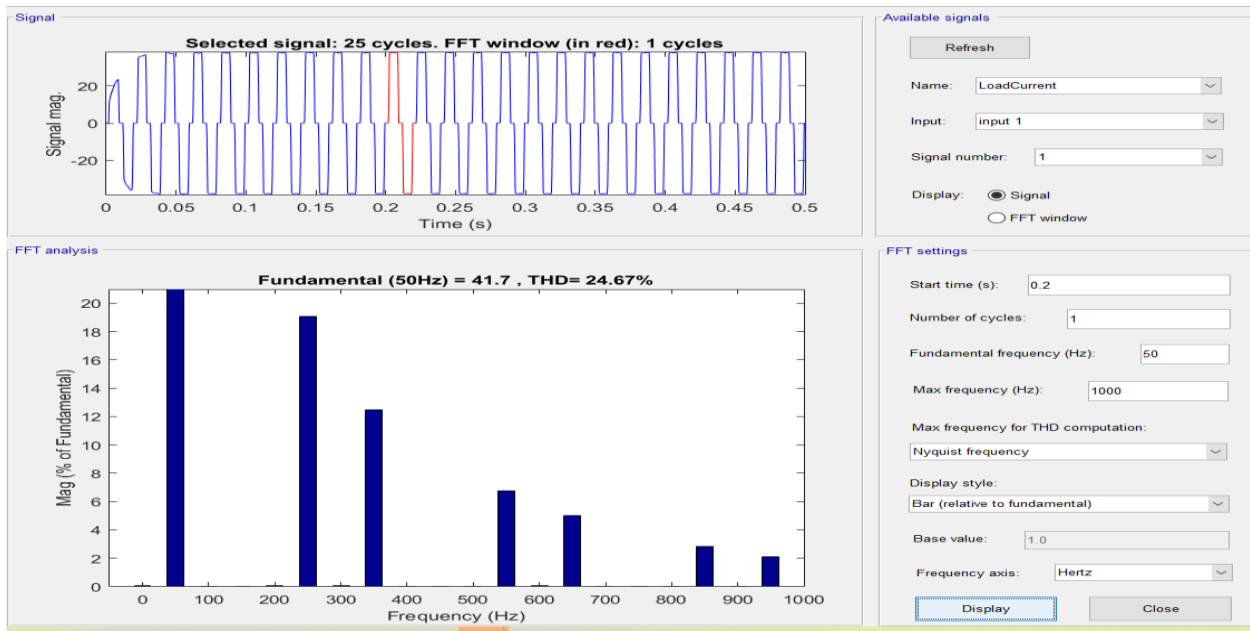 Signal
Selected signal: 25 cycles. FFT window (in red): 1 cycles
Signal mag.
20
0
-20
0 0.05 0.1 0.15 0.2 0.25 0.3 0.35 0.4 0.45 0.5
Time (s)
FFT analysis
Fundamental (50Hz) = 41.7 , THD= 24.67%
Mag (% of Fundamental)
20
18
16
14
12
10
8
6
4
2
0
0 100 200 300 400 500 600 700 800 900 1000
Frequency (Hz)
Available signals
Refresh
Name: LoadCurrent
Input: input 1
Signal number: 1
Display: Signal
FFT window
FFT settings
Start time (s): 0.2
Number of cycles: 1
Fundamental frequency (Hz): 50
Max frequency (Hz): 1000
Max frequency for THD computation:
Nyquist frequency
Display style:
Bar (relative to fundamental)
Base value: 1.0
Frequency axis: Hertz
Display Close